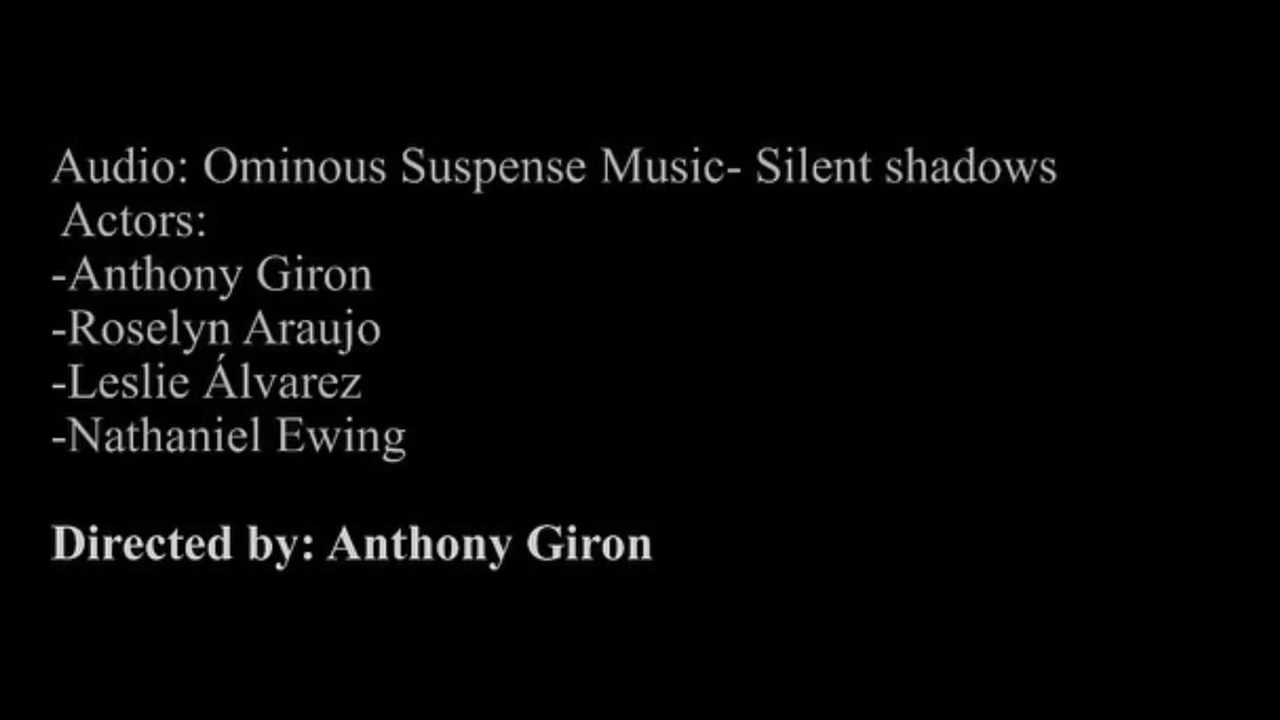 Audio: Ominous Suspense Music- Silent shadows
Actors:
-Anthony Giron
-Roselyn Araujo
-Leslie Álvarez
-Nathaniel Ewing
Directed by: Anthony Giron